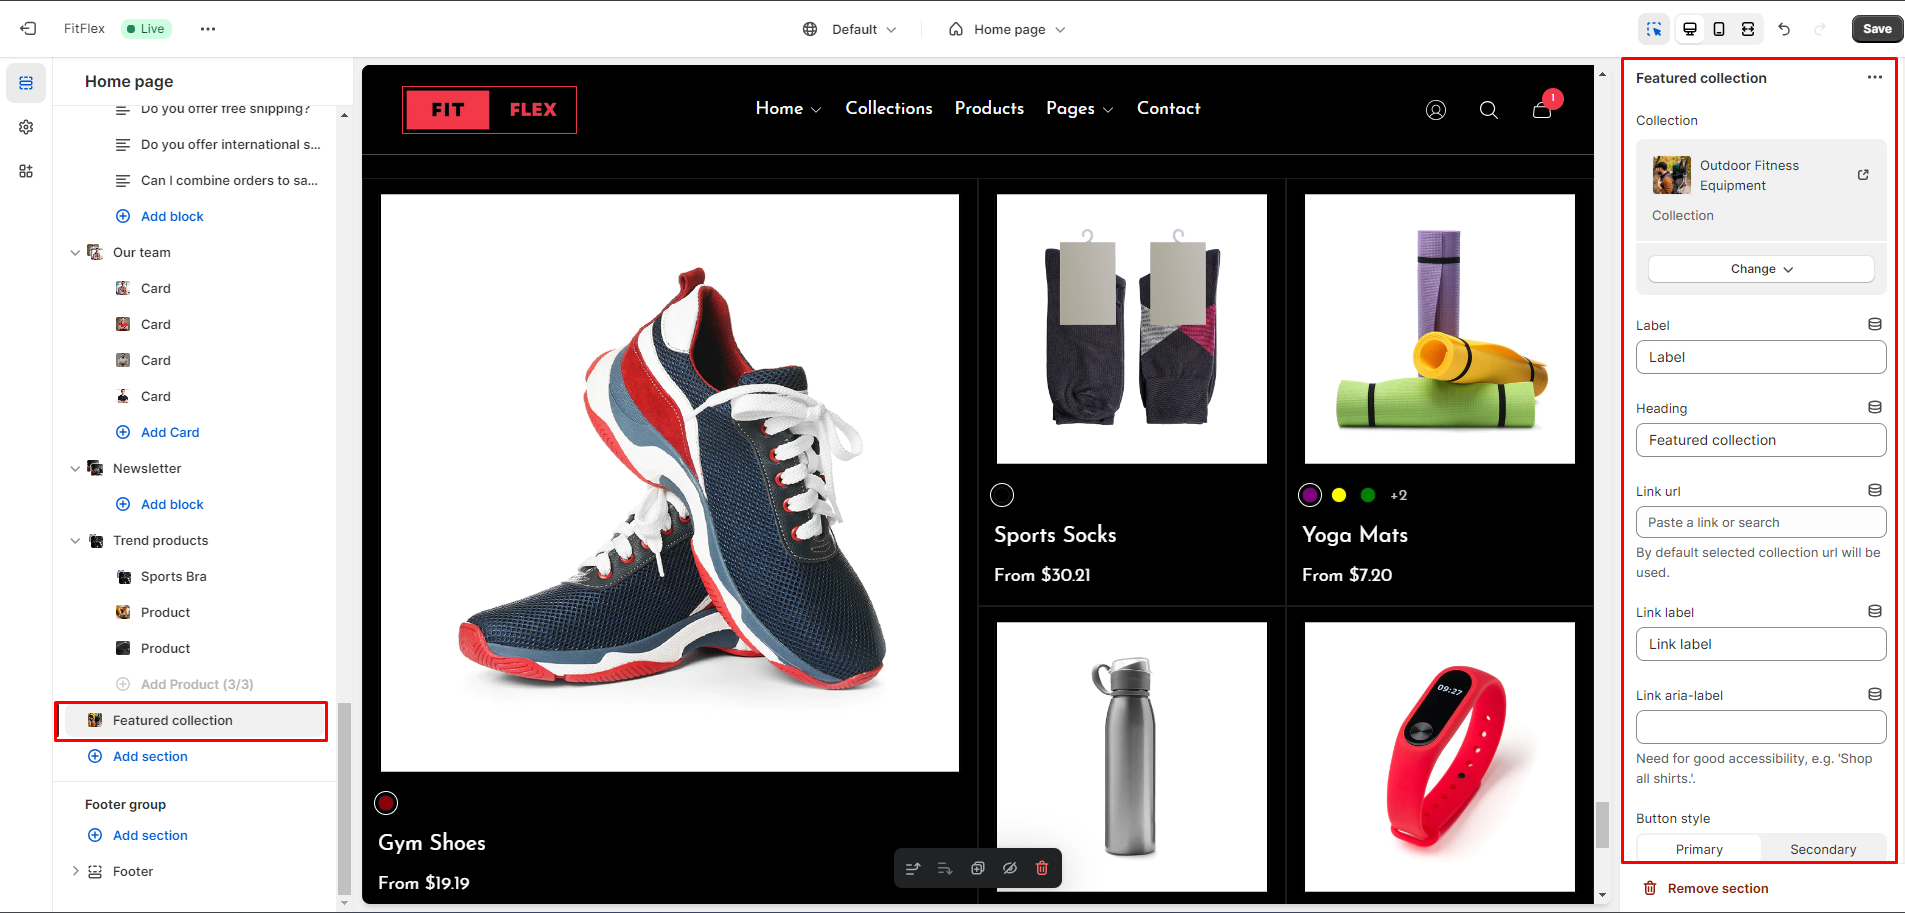 FitFlex
Live
Default
Home page
Save
Home page
Do you offer free shipping?
Do you offer international s...
Can I combine orders to sa...
Add block
Our team
Card
Card
Card
Card
Add Card
Newsletter
Add block
Trend products
Sports Bra
Product
Product
Add Product (3/3)
Featured collection
Add section
Footer group
Add section
Footer
FIT FLEX
Home
Collections
Products
Pages
Contact
1
Gym Shoes
From $19.19
Sports Socks
From $30.21
+2
Yoga Mats
From $7.20
09:27
Featured collection
Collection
Outdoor Fitness
Equipment
Collection
Change
Label
Label
Heading
Featured collection
Link url
Paste a link or search
By default selected collection url will be
used.
Link label
Link label
Link aria-label
Need for good accessibility, e.g. 'Shop
all shirts.'.
Button style
Primary
Secondary
Remove section